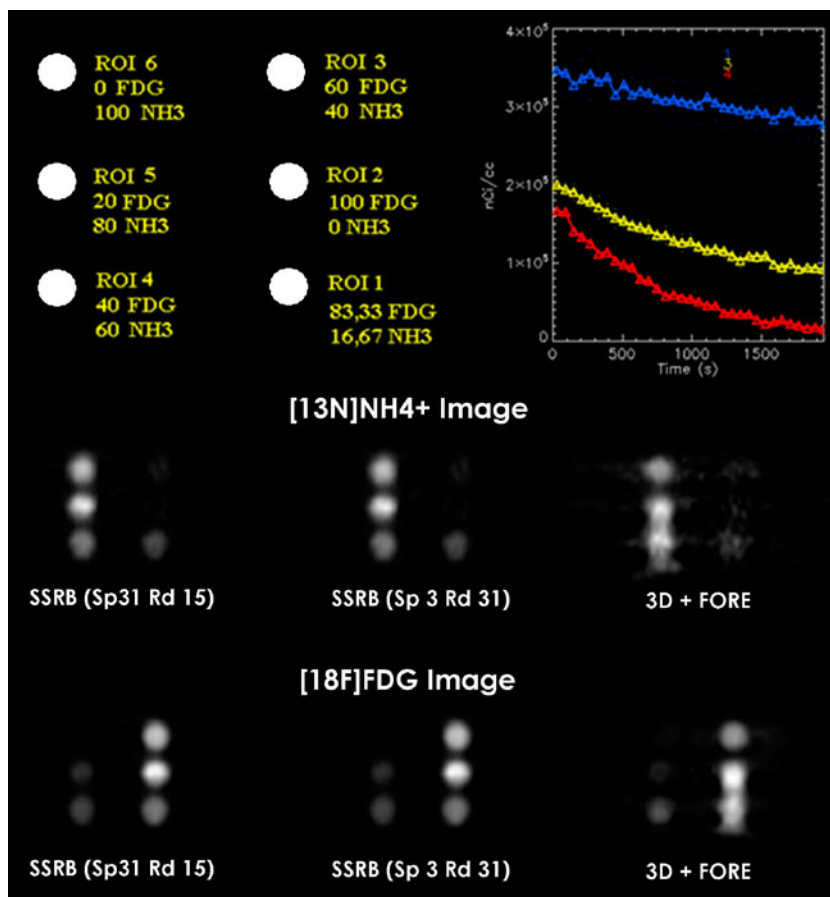 ROI 6
0 FDG
100 NH3
ROI 3
60 FDG
40 NH3
ROI 5
20 FDG
80 NH3
ROI 2
100 FDG
0 NH3
ROI 4
40 FDG
60 NH3
ROI 1
83,33 FDG
16,67 NH3
4×10⁵
3×10⁵
2×10⁵
1×10⁵
0
nCi/cc
3
0 500 1000 1500
Time (s)
[13N]NH4+ Image
SSRB (Sp31 Rd 15) SSRB (Sp 3 Rd 31) 3D + FORE
[18F]FDG Image
SSRB (Sp31 Rd 15) SSRB (Sp 3 Rd 31) 3D + FORE